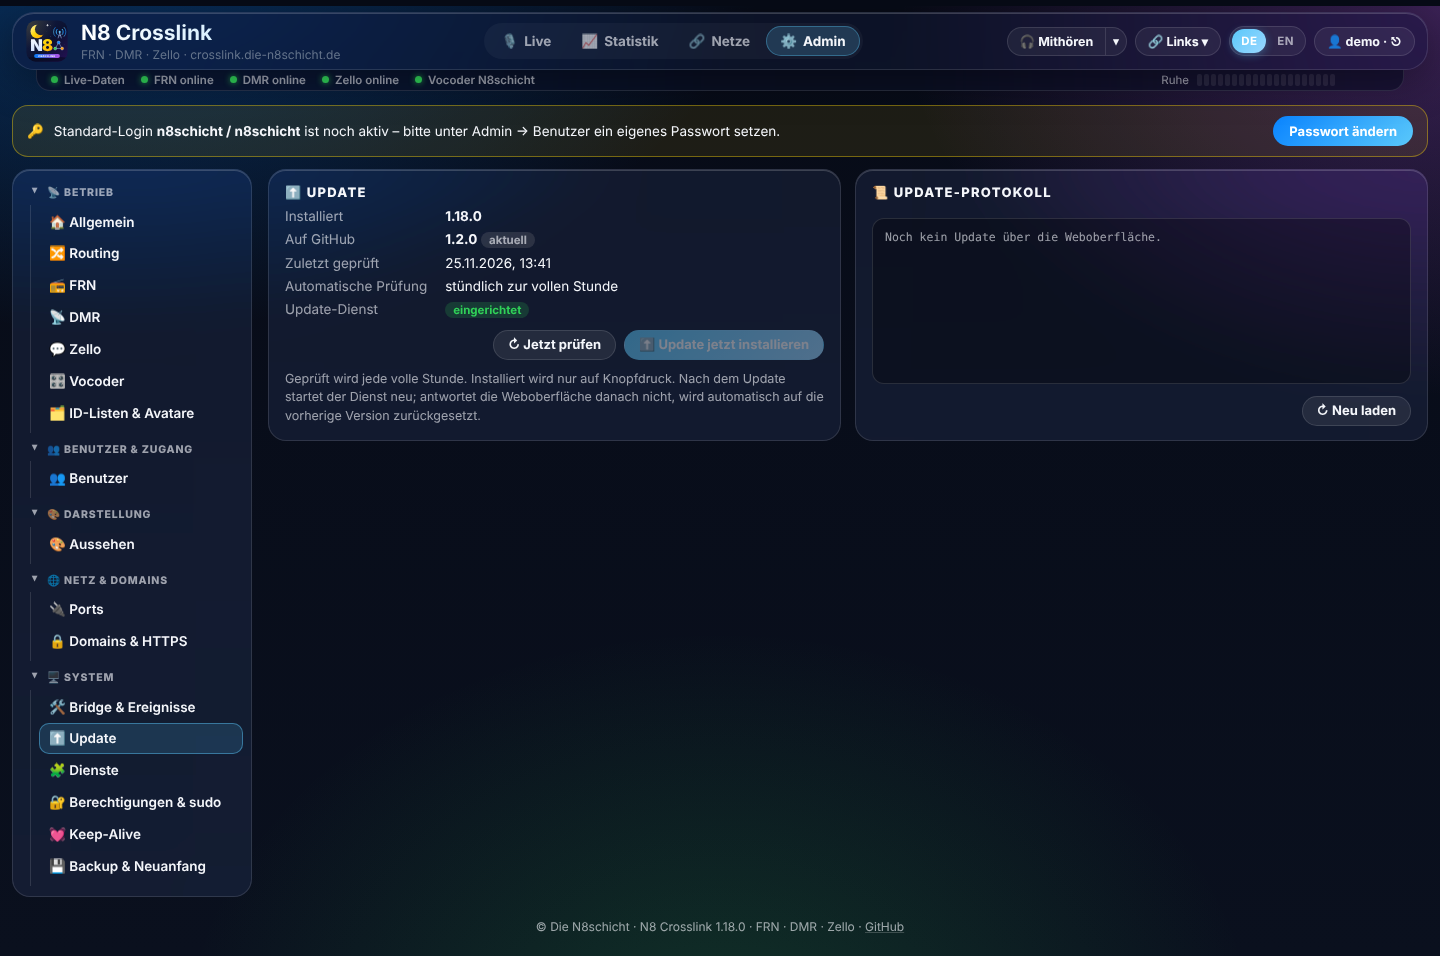 N8 Crosslink
FRN · DMR · Zello · crosslink.die-n8schicht.de
Live
Statistik
Netze
Admin
Mithören ▾
Links ▾
DE
EN
demo ·
Live-Daten
FRN online
DMR online
Zello online
Vocoder N8schicht
Ruhe
Standard-Login n8schicht / n8schicht ist noch aktiv – bitte unter Admin → Benutzer ein eigenes Passwort setzen.
Passwort ändern
BETRIEB
Allgemein
Routing
FRN
DMR
Zello
Vocoder
ID-Listen & Avatare
BENUTZER & ZUGANG
Benutzer
DARSTELLUNG
Aussehen
NETZ & DOMAINS
Ports
Domains & HTTPS
SYSTEM
Bridge & Ereignisse
Update
Dienste
Berechtigungen & sudo
Keep-Alive
Backup & Neuanfang
UPDATE
Installiert 1.18.0
Auf GitHub 1.2.0 aktuell
Zuletzt geprüft 25.11.2026, 13:41
Automatische Prüfung stündlich zur vollen Stunde
Update-Dienst eingerichtet
↻ Jetzt prüfen
Update jetzt installieren
Geprüft wird jede volle Stunde. Installiert wird nur auf Knopfdruck. Nach dem Update
startet der Dienst neu; antwortet die Weboberfläche danach nicht, wird automatisch auf die
vorherige Version zurückgesetzt.
UPDATE-PROTOKOLL
Noch kein Update über die Weboberfläche.
↻ Neu laden
© Die N8schicht · N8 Crosslink 1.18.0 · FRN · DMR · Zello · GitHub